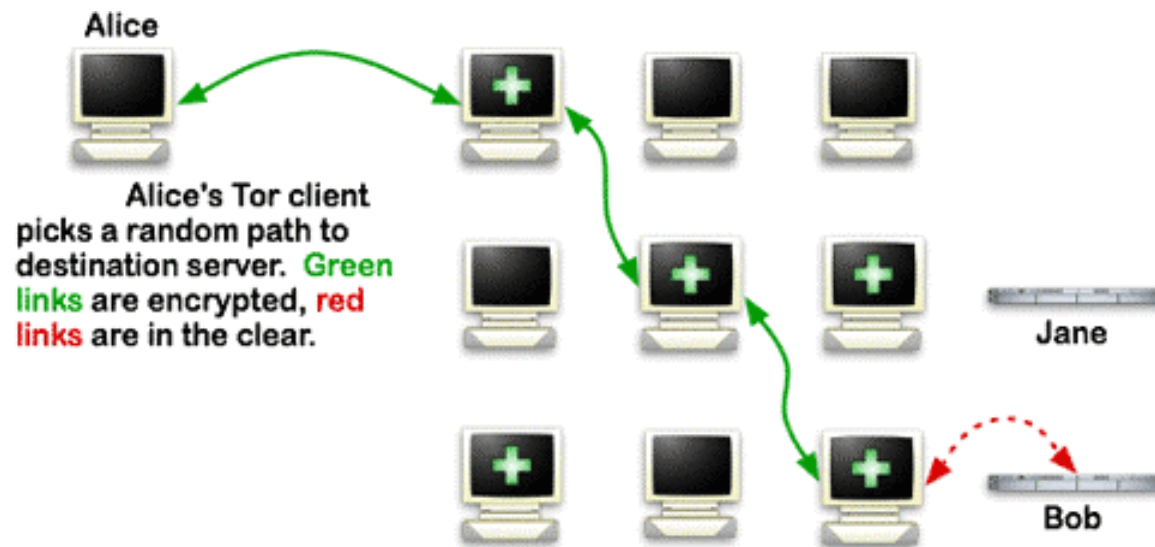 Alice
Alice's Tor client
picks a random path to
destination server. Green
links are encrypted, red
links are in the clear.
Jane
Bob